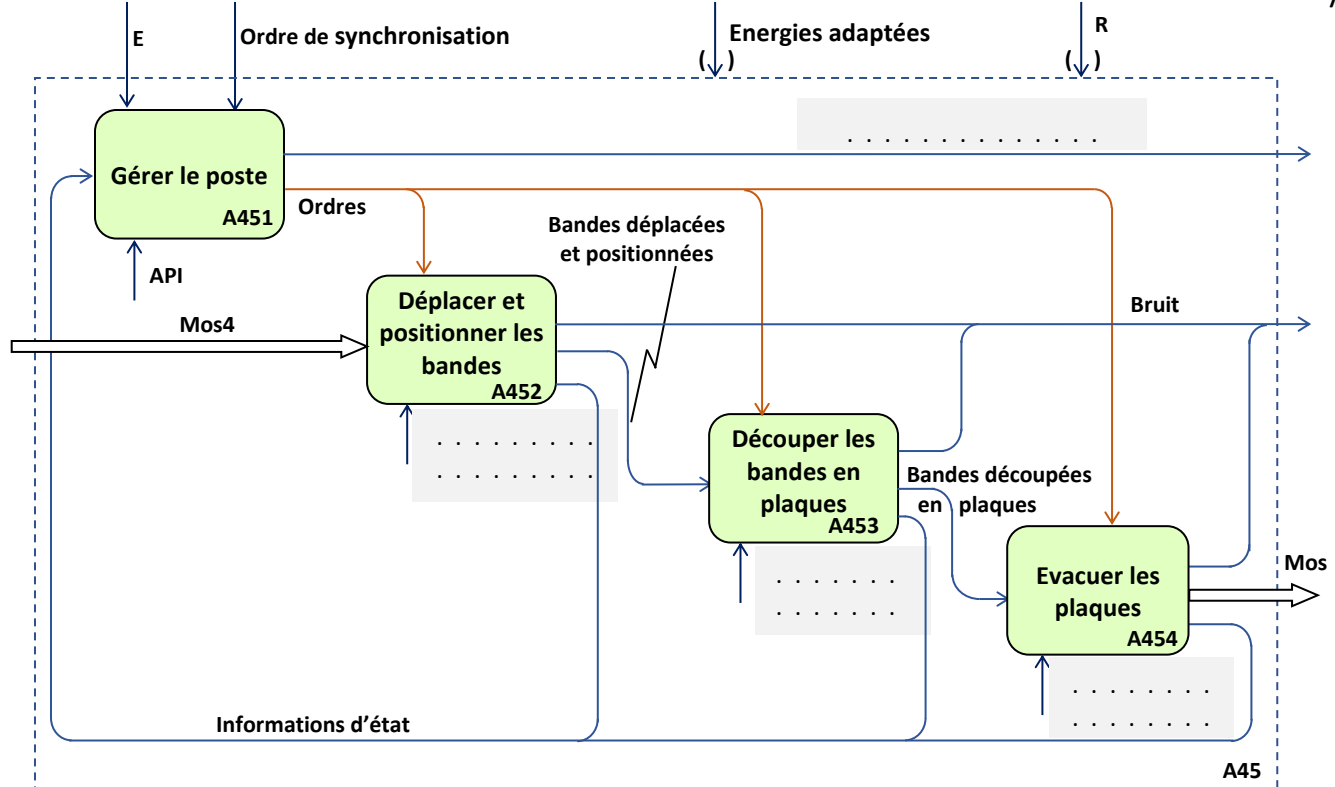 E
Ordre de synchronisation
Energies adaptées
R
( )
( )
. . . . . . . . . . . . . .
Gérer le poste
A451
Ordres
API
Bandes déplacées
et positionnées
Mos4
Déplacer et
positionner les
bandes
A452
Bruit
. . . . . . . . .
. . . . . . . . .
Découper les
bandes en
plaques
A453
Bandes découpées
en plaques
. . . . . . .
. . . . . . .
Evacuer les
plaques
A454
Mos
. . . . . . . .
. . . . . . . .
Informations d’état
A45